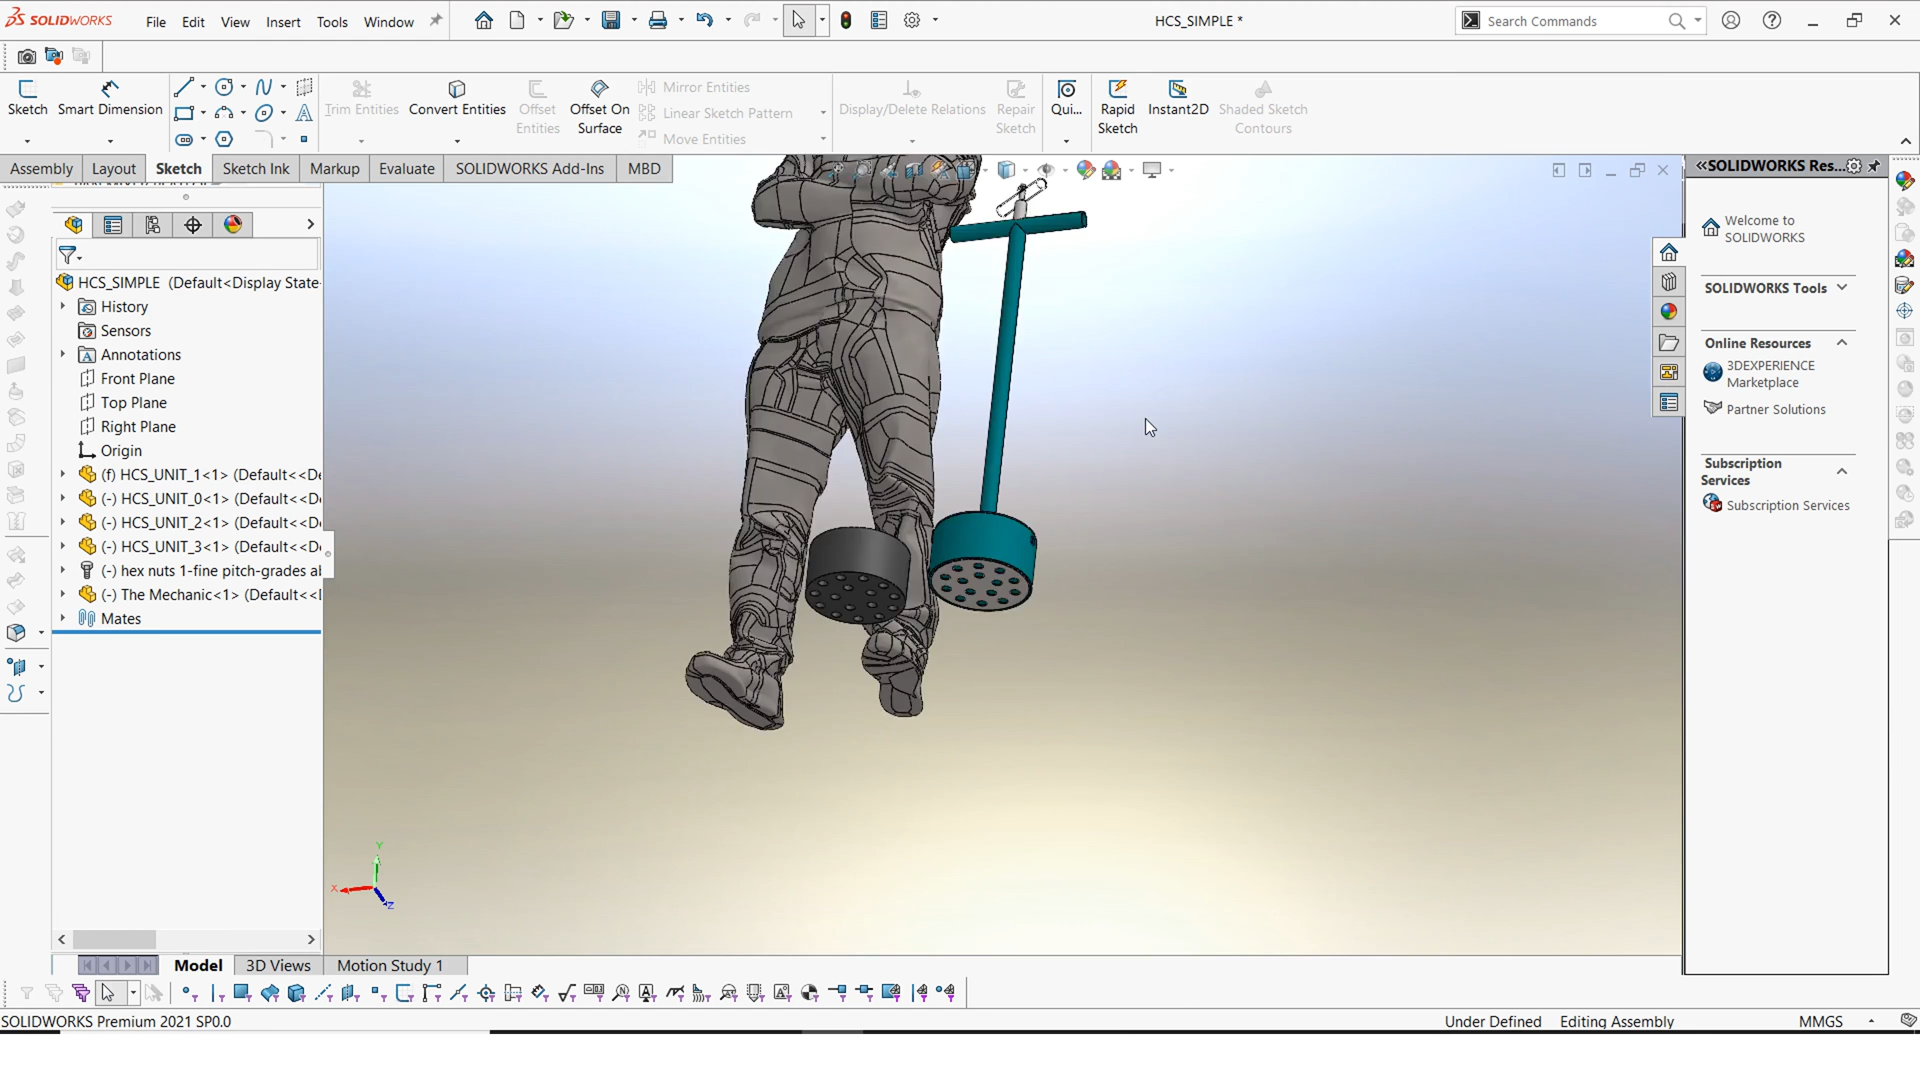 SOLIDWORKS File Edit View Insert Tools Window HCS_SIMPLE * Search Commands
Sketch Smart Dimension Trim Entities Convert Entities Offset Entities Offset On Surface Mirror Entities Linear Sketch Pattern Move Entities Display/Delete Relations Repair Sketch Qui... Rapid Sketch Instant2D Shaded Sketch Contours
Assembly Layout Sketch Sketch Ink Markup Evaluate SOLIDWORKS Add-Ins MBD
SOLIDWORKS Res...
Welcome to
SOLIDWORKS
SOLIDWORKS Tools
Online Resources
3DEXPERIENCE
Marketplace
Partner Solutions
Subscription
Services
Subscription Services
HCS_SIMPLE (Default<Display State-
History
Sensors
Annotations
Front Plane
Top Plane
Right Plane
Origin
(f) HCS_UNIT_1<1> (Default<<De
(-) HCS_UNIT_0<1> (Default<<De
(-) HCS_UNIT_2<1> (Default<<De
(-) HCS_UNIT_3<1> (Default<<De
(-) hex nuts 1-fine pitch-grades al
(-) The Mechanic<1> (Default<<I
Mates
Y
X
Z
Model 3D Views Motion Study 1
SOLIDWORKS Premium 2021 SP0.0 Under Defined Editing Assembly MMGS